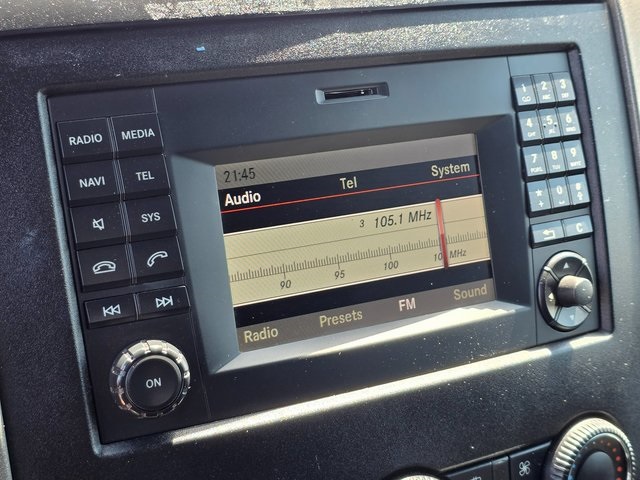 RADIO MEDIA
NAVI TEL
SYS
ON
21:45
Audio Tel System
3 105.1 MHz
90 95 100 MHz
Radio Presets FM Sound
1 2 3
4 5 6
7 8 9
* 0 #
C